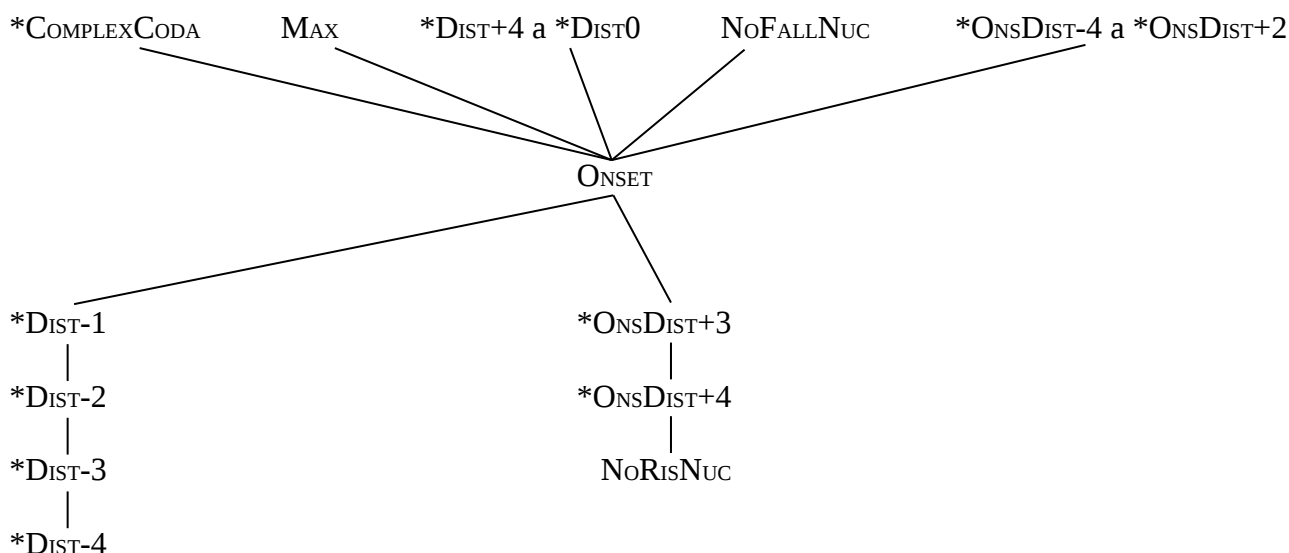 *ComplexCoda Max *Dist+4 a *Dist0 NoFallNuc *OnsDist-4 a *OnsDist+2
Onset
*Dist-1 *OnsDist+3
*Dist-2 *OnsDist+4
*Dist-3 NoRisNuc
*Dist-4